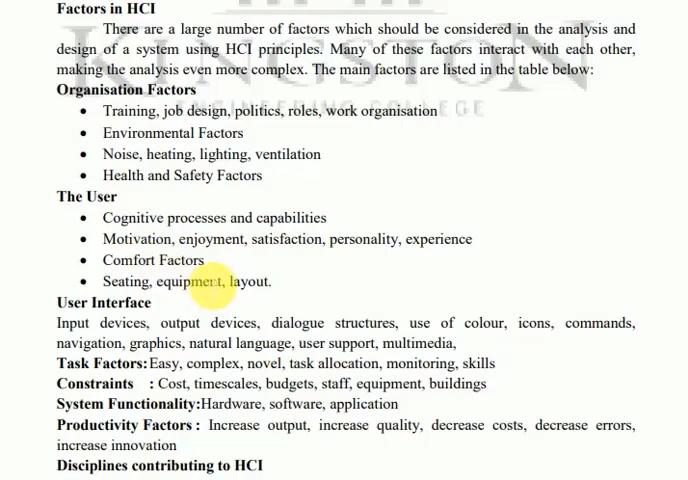 Factors in HCI
There are a large number of factors which should be considered in the analysis and
design of a system using HCI principles. Many of these factors interact with each other,
making the analysis even more complex. The main factors are listed in the table below:
KINGSTON
ENGINEERING COLLEGE
Organisation Factors
• Training, job design, politics, roles, work organisation
• Environmental Factors
• Noise, heating, lighting, ventilation
• Health and Safety Factors
The User
• Cognitive processes and capabilities
• Motivation, enjoyment, satisfaction, personality, experience
• Comfort Factors
• Seating, equipment, layout.
User Interface
Input devices, output devices, dialogue structures, use of colour, icons, commands,
navigation, graphics, natural language, user support, multimedia,
Task Factors: Easy, complex, novel, task allocation, monitoring, skills
Constraints : Cost, timescales, budgets, staff, equipment, buildings
System Functionality:Hardware, software, application
Productivity Factors : Increase output, increase quality, decrease costs, decrease errors,
increase innovation
Disciplines contributing to HCI